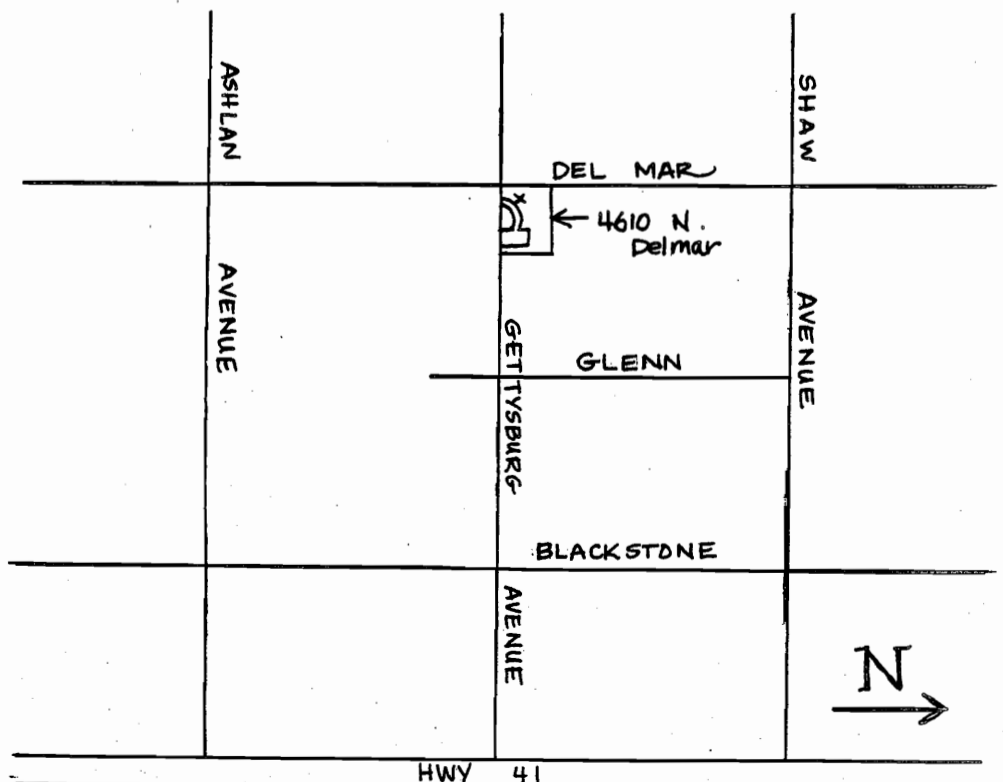 ASHLAN
AVENUE
SHAW
AVENUE
DEL MAR
x
4610 N.
Delmar
GETTYSBURG
AVENUE
GLENN
BLACKSTONE
N
HWY 41